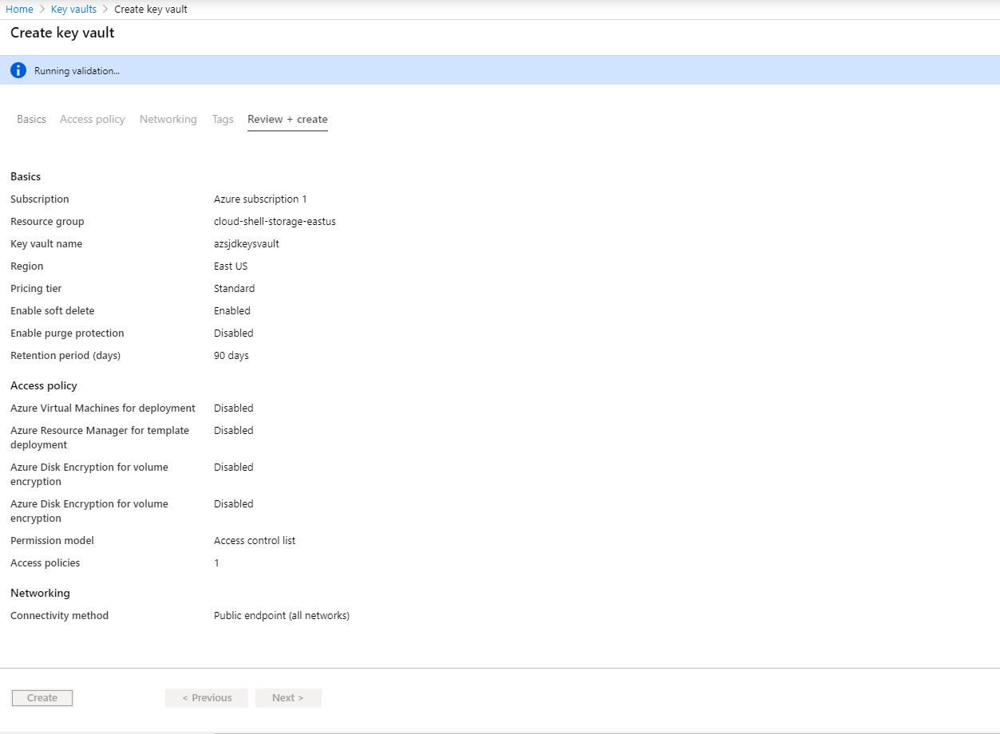 Home > Key vaults > Create key vault
Create key vault
Running validation...
Basics Access policy Networking Tags Review + create
Basics
Subscription Azure subscription 1
Resource group cloud-shell-storage-eastus
Key vault name azsjdkeysvault
Region East US
Pricing tier Standard
Enable soft delete Enabled
Enable purge protection Disabled
Retention period (days) 90 days
Access policy
Azure Virtual Machines for deployment Disabled
Azure Resource Manager for template Disabled
deployment
Azure Disk Encryption for volume Disabled
encryption
Azure Disk Encryption for volume Disabled
encryption
Permission model Access control list
Access policies 1
Networking
Connectivity method Public endpoint (all networks)
Create < Previous Next >